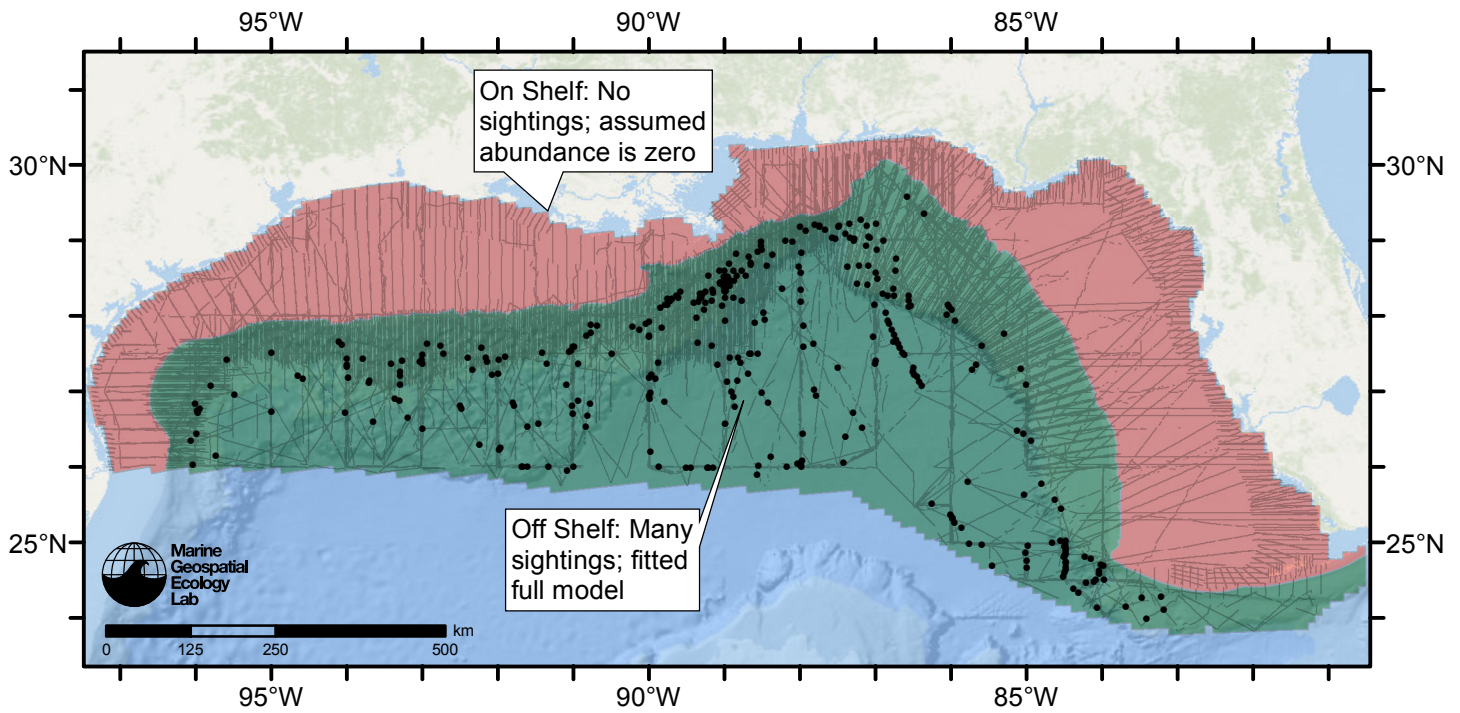 95°W
90°W
85°W
On Shelf: No
sightings; assumed
abundance is zero
30°N
30°N
Off Shelf: Many
sightings; fitted
full model
25°N
25°N
Marine
Geospatial
Ecology
Lab
km
0
125
250
500
95°W
90°W
85°W